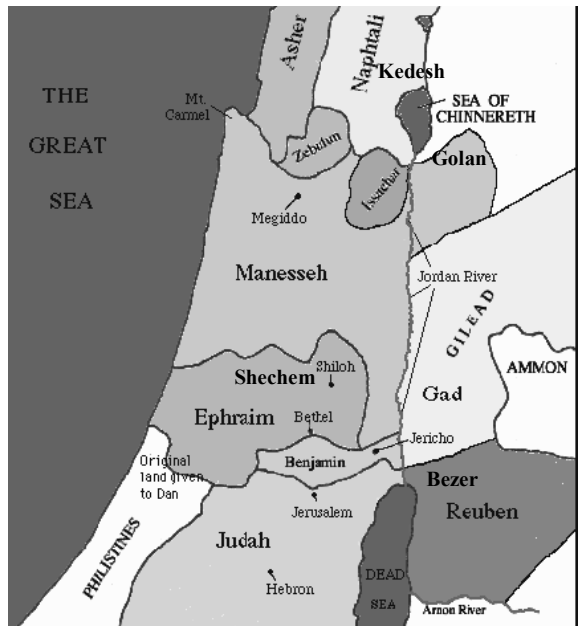 Asher
Naphtali
Kedesh
THE
GREAT
SEA
Mt.
Carmel
SEA OF
CHINNERETH
Zebulun
Golan
Issachar
Megiddo
Manesseh
Jordan River
GILEAD
AMMON
Shechem
Shiloh
Gad
Ephraim
Bethel
Jericho
Original
land given
to Dan
Benjamin
Bezer
Reuben
Jerusalem
Judah
PHILISTINES
Hebron
DEAD
SEA
Arnon River